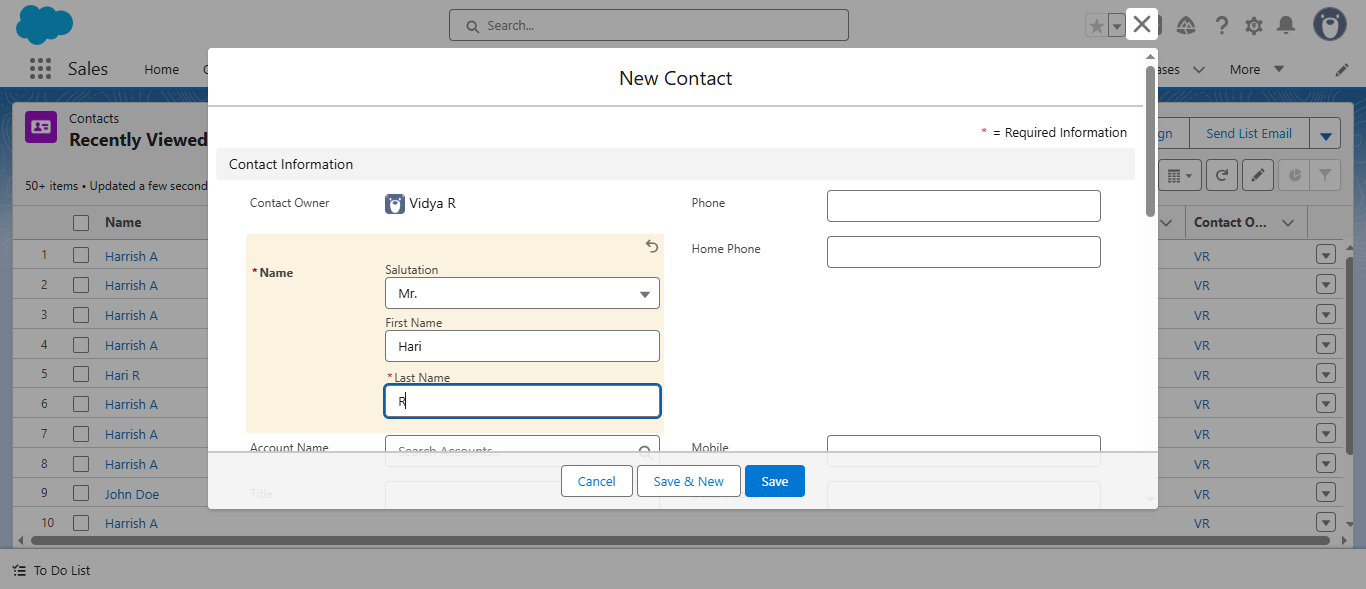 Search...
Sales
Home
ases
More
New Contact
Contacts
Recently Viewed
gn
Send List Email
* = Required Information
Contact Information
50+ items • Updated a few second
Contact Owner
Vidya R
Phone
Name
Contact O...
Home Phone
* Name
Salutation
Mr.
First Name
Hari
* Last Name
R
Account Name
Search Accounts
Mobile
Title
Cancel
Save & New
Save
1 Harrish A VR
2 Harrish A VR
3 Harrish A VR
4 Harrish A VR
5 Hari R VR
6 Harrish A VR
7 Harrish A VR
8 Harrish A VR
9 John Doe VR
10 Harrish A VR
To Do List